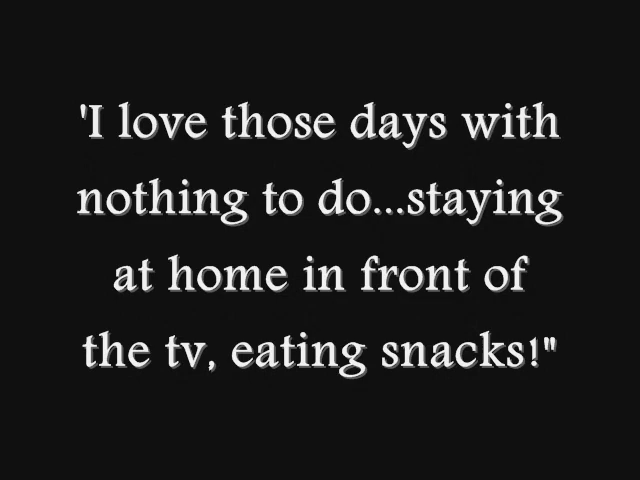 'I love those days with
nothing to do...staying
at home in front of
the tv, eating snacks!"